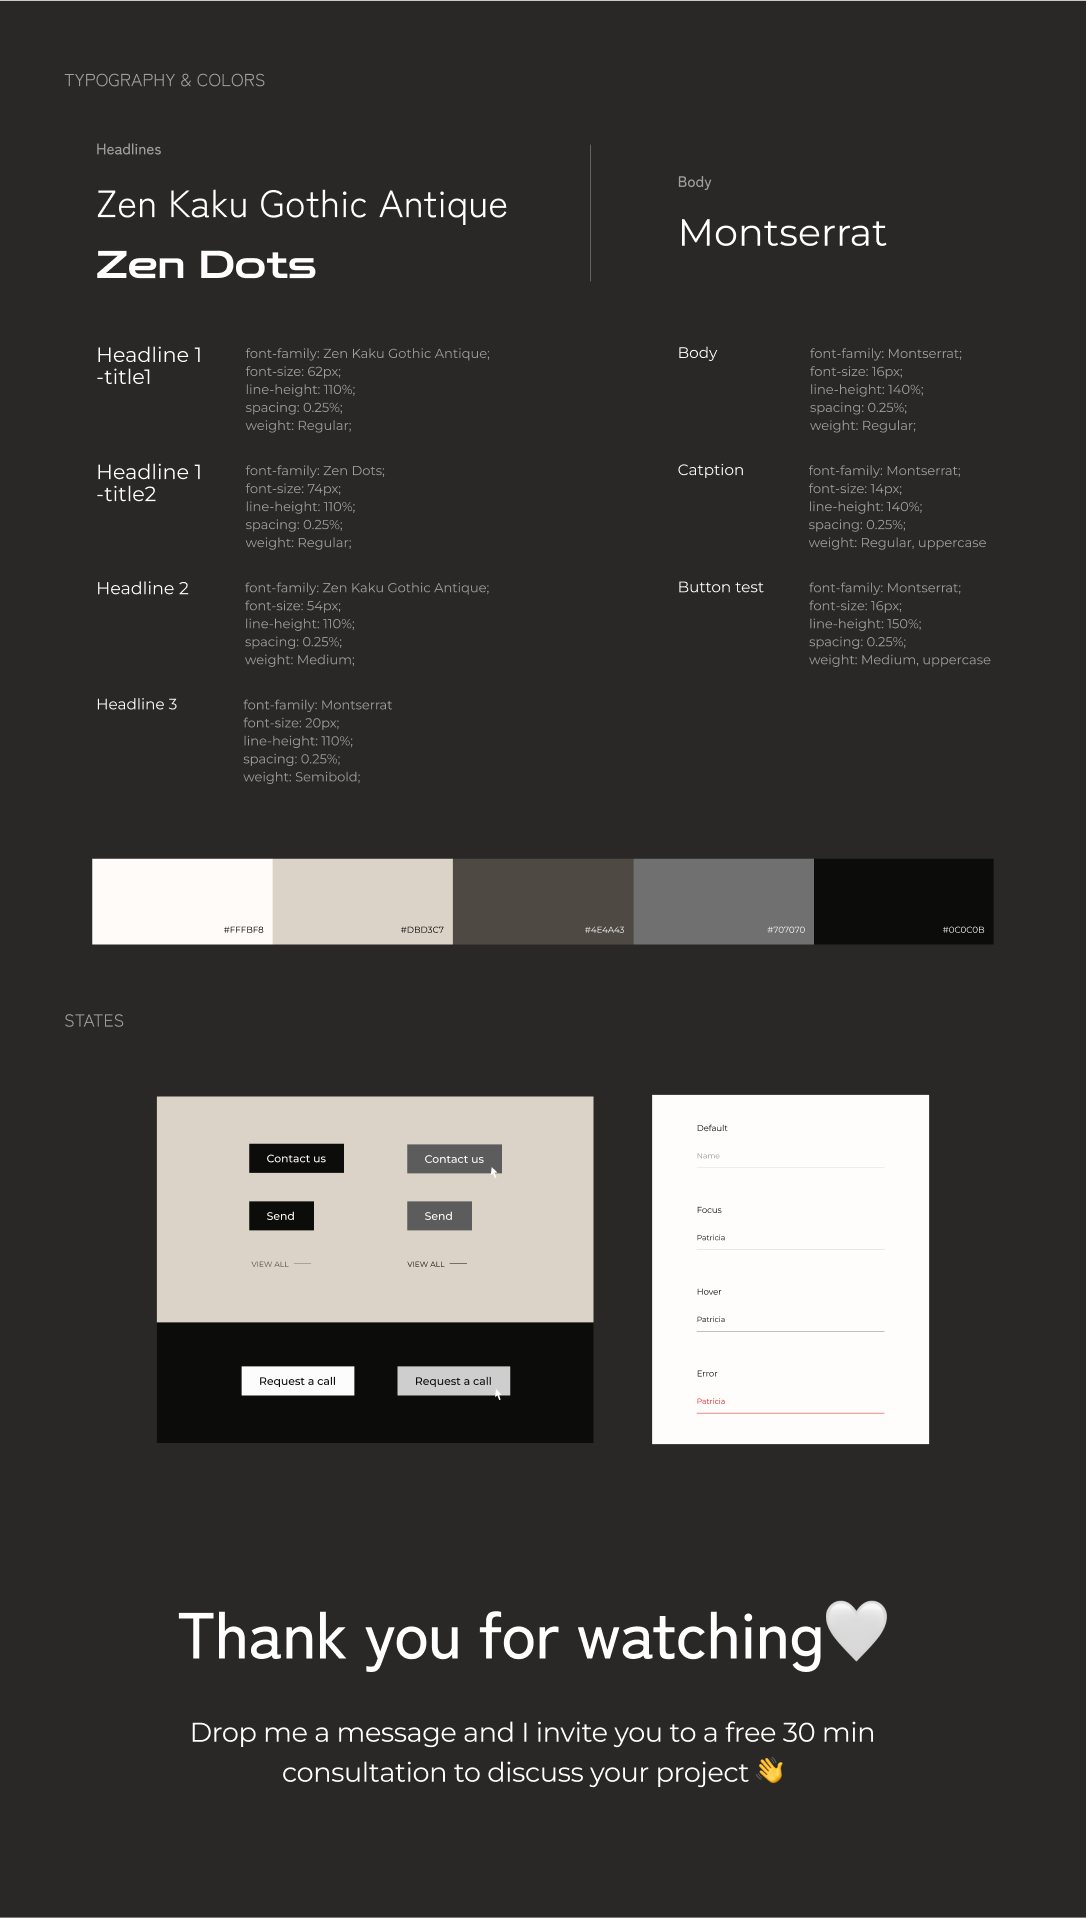 TYPOGRAPHY & COLORS
Headlines
Zen Kaku Gothic Antique
Zen Dots
Body
Montserrat
Headline 1
-title1
font-family: Zen Kaku Gothic Antique;
font-size: 62px;
line-height: 110%;
spacing: 0.25%;
weight: Regular;
Headline 1
-title2
font-family: Zen Dots;
font-size: 74px;
line-height: 110%;
spacing: 0.25%;
weight: Regular;
Headline 2
font-family: Zen Kaku Gothic Antique;
font-size: 54px;
line-height: 110%;
spacing: 0.25%;
weight: Medium;
Headline 3
font-family: Montserrat
font-size: 20px;
line-height: 110%;
spacing: 0.25%;
weight: Semibold;
Body
font-family: Montserrat;
font-size: 16px;
line-height: 140%;
spacing: 0.25%;
weight: Regular;
Catption
font-family: Montserrat;
font-size: 14px;
line-height: 140%;
spacing: 0.25%;
weight: Regular, uppercase
Button test
font-family: Montserrat;
font-size: 16px;
line-height: 150%;
spacing: 0.25%;
weight: Medium, uppercase
#FFFBF8
#DBD3C7
#4E4A43
#707070
#0C0C0B
STATES
Contact us
Contact us
Send
Send
VIEW ALL
VIEW ALL
Request a call
Request a call
Default
Name
Focus
Patricia
Hover
Patricia
Error
Patricia
Thank you for watching🤍
Drop me a message and I invite you to a free 30 min
consultation to discuss your project 👋